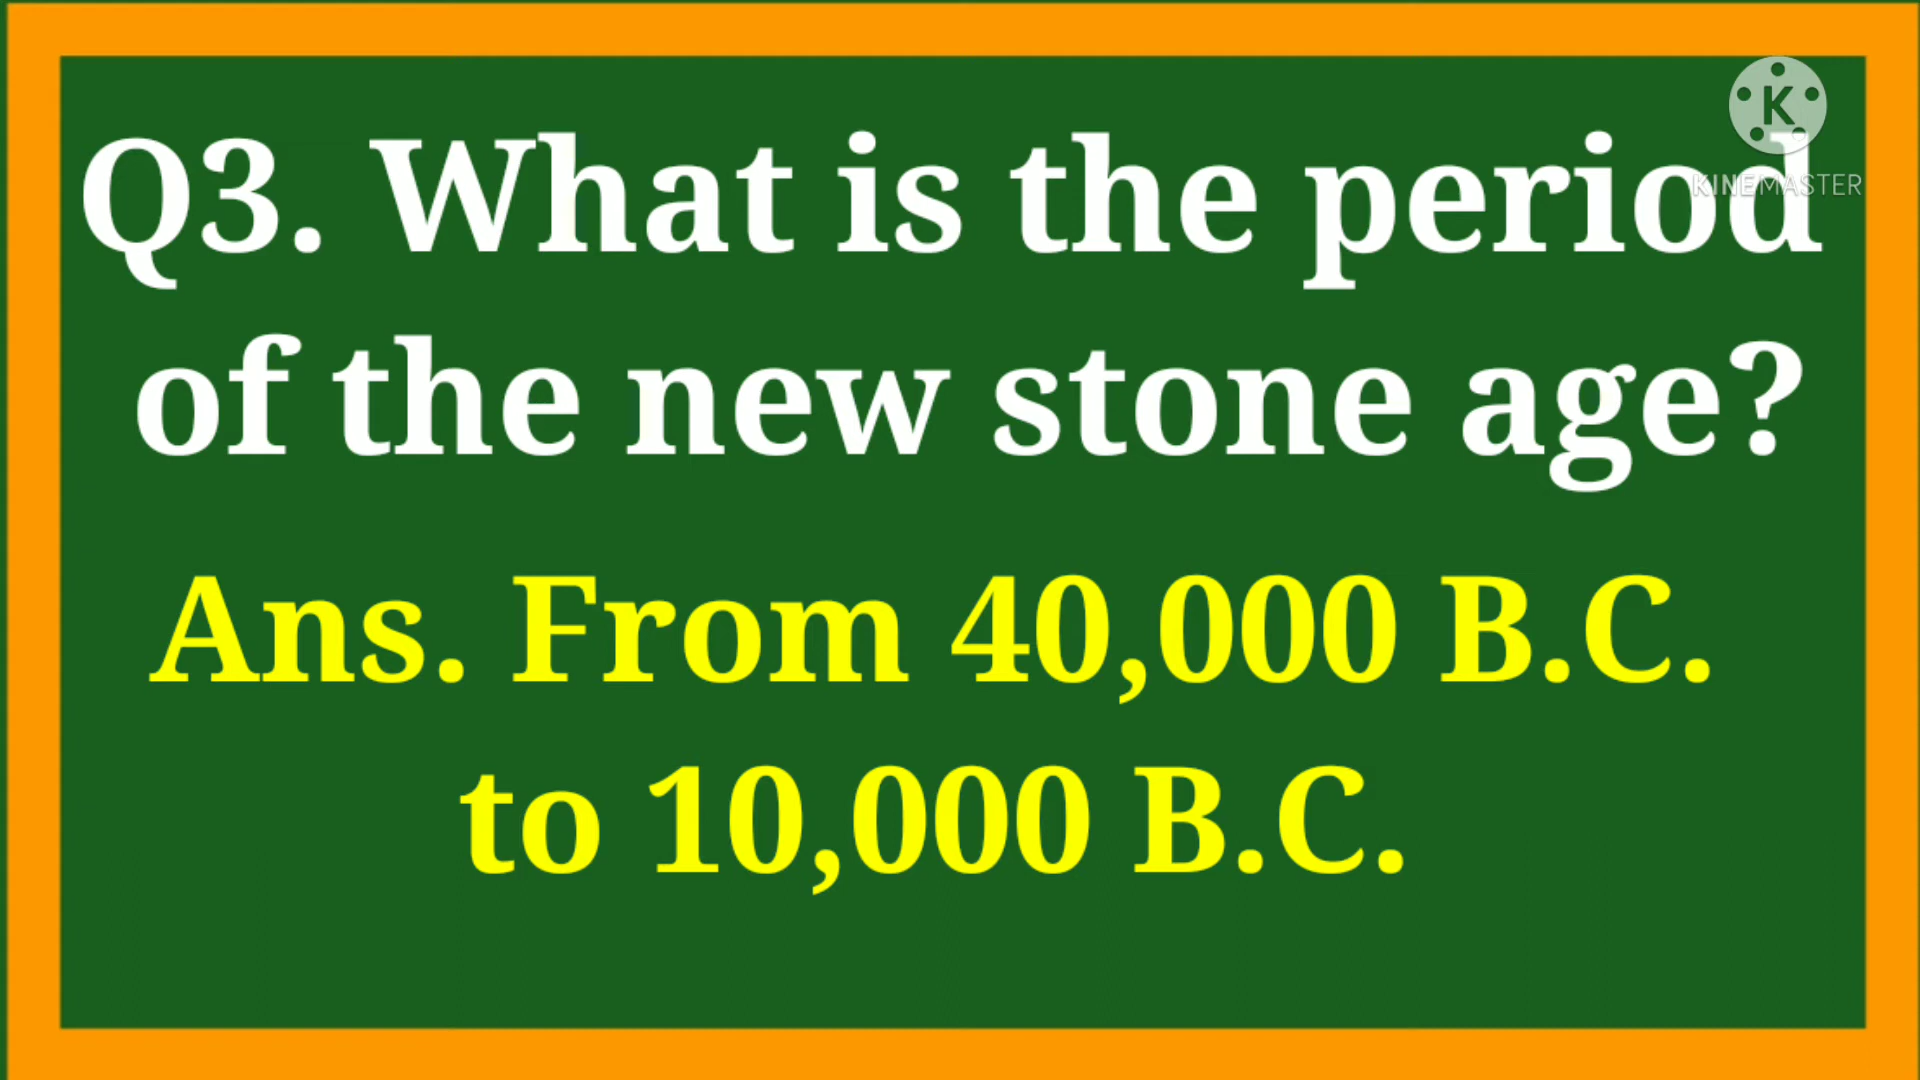 Q3. What is the period
of the new stone age?
Ans. From 40,000 B.C.
to 10,000 B.C.
K
KINEMASTER